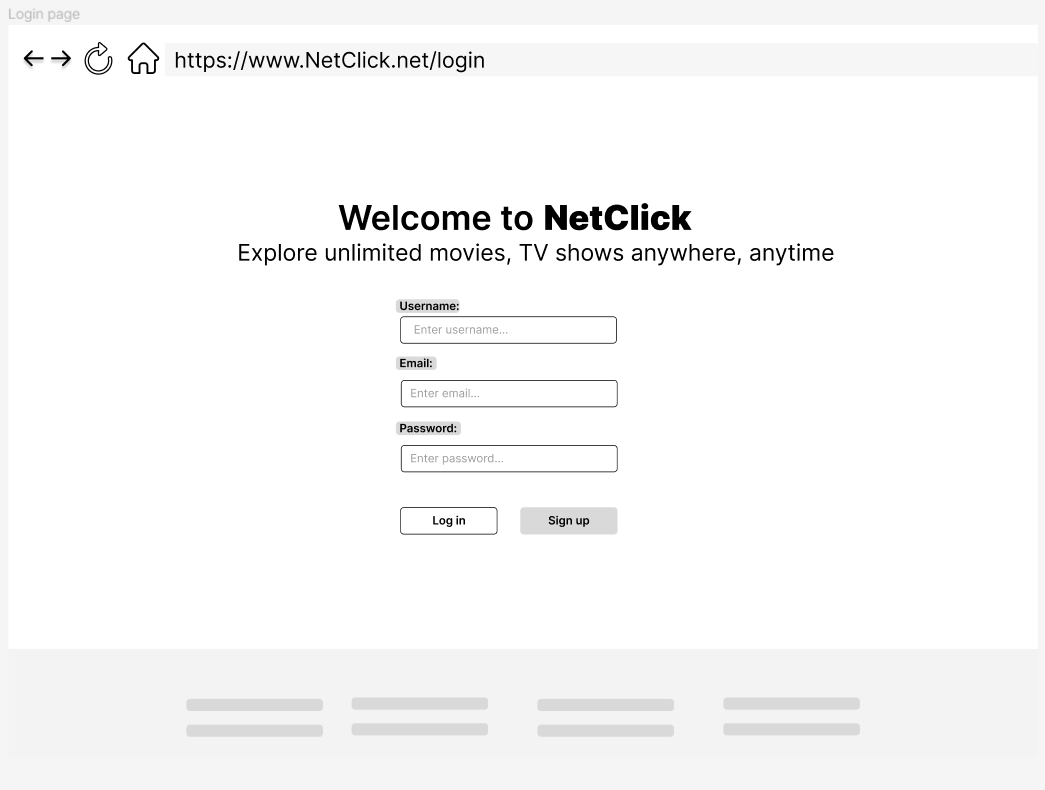 Login page
https://www.NetClick.net/login
Welcome to NetClick
Explore unlimited movies, TV shows anywhere, anytime
Username:
Enter username...
Email:
Enter email...
Password:
Enter password...
Log in
Sign up